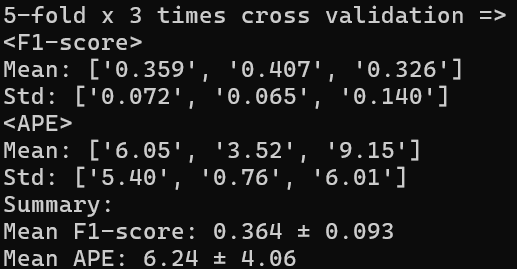 5-fold x 3 times cross validation =>
<F1-score>
Mean: ['0.359', '0.407', '0.326']
Std: ['0.072', '0.065', '0.140']
<APE>
Mean: ['6.05', '3.52', '9.15']
Std: ['5.40', '0.76', '6.01']
Summary:
Mean F1-score: 0.364 ± 0.093
Mean APE: 6.24 ± 4.06